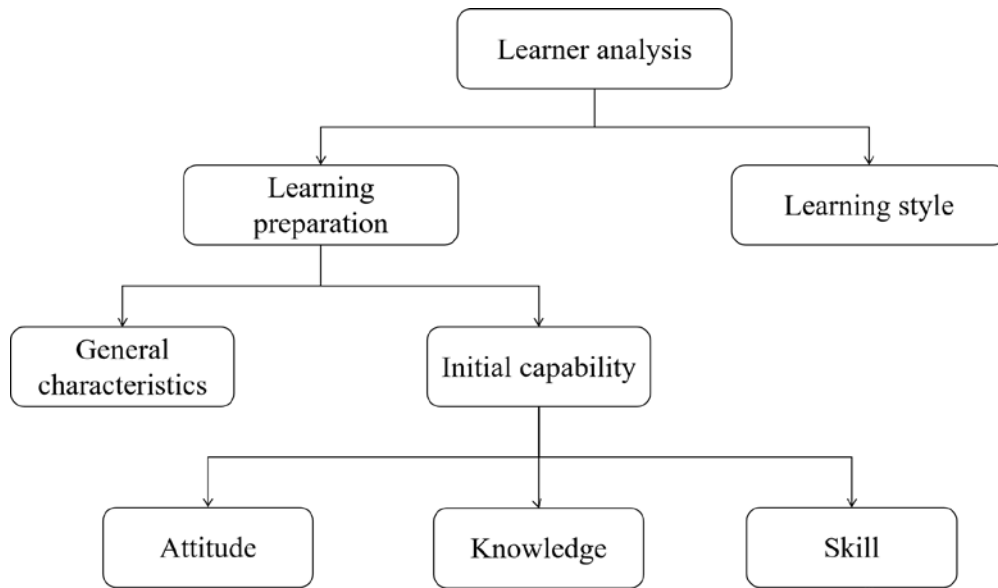 Learner analysis
Learning
preparation
Learning style
General
characteristics
Initial capability
Attitude
Knowledge
Skill